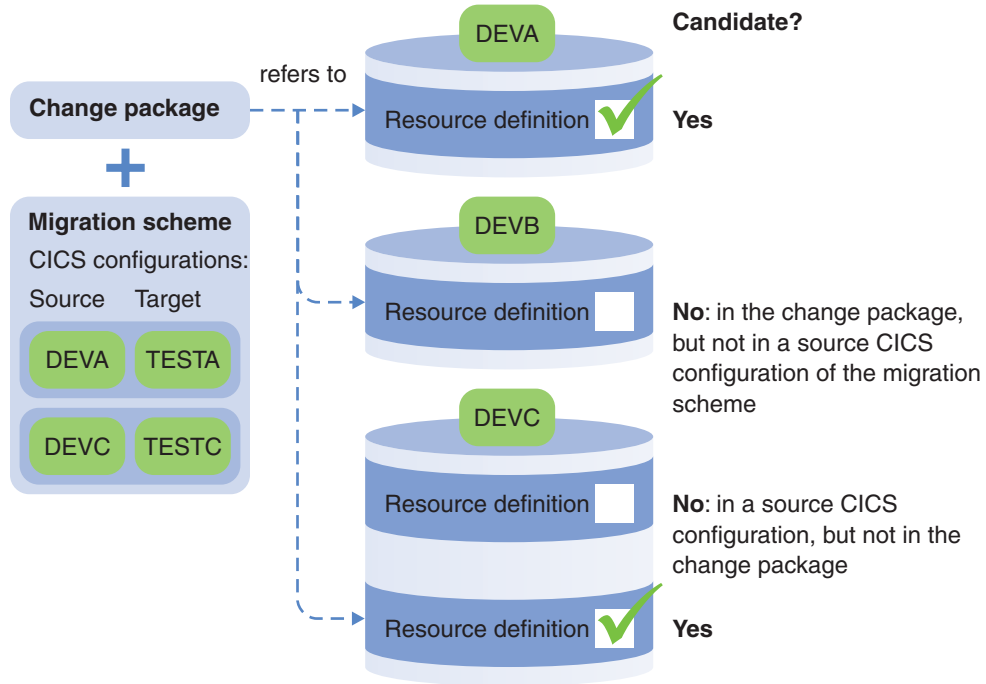 DEVA
Candidate?
refers to
Change package
Resource definition
Yes
Migration scheme
CICS configurations:
Source Target
DEVA TESTA
DEVC TESTC
DEVB
Resource definition
No: in the change package,
but not in a source CICS
configuration of the migration
scheme
DEVC
Resource definition
No: in a source CICS
configuration, but not in the
change package
Resource definition
Yes